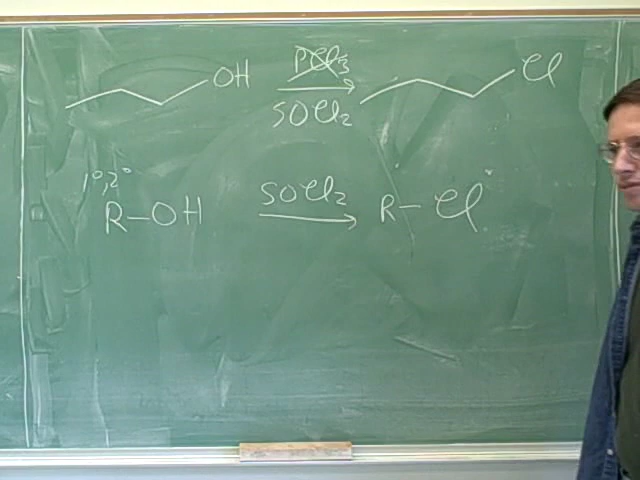 PCl3
OH
Cl
SOCl2
1°, 2°
R-OH
SOCl2
R-Cl